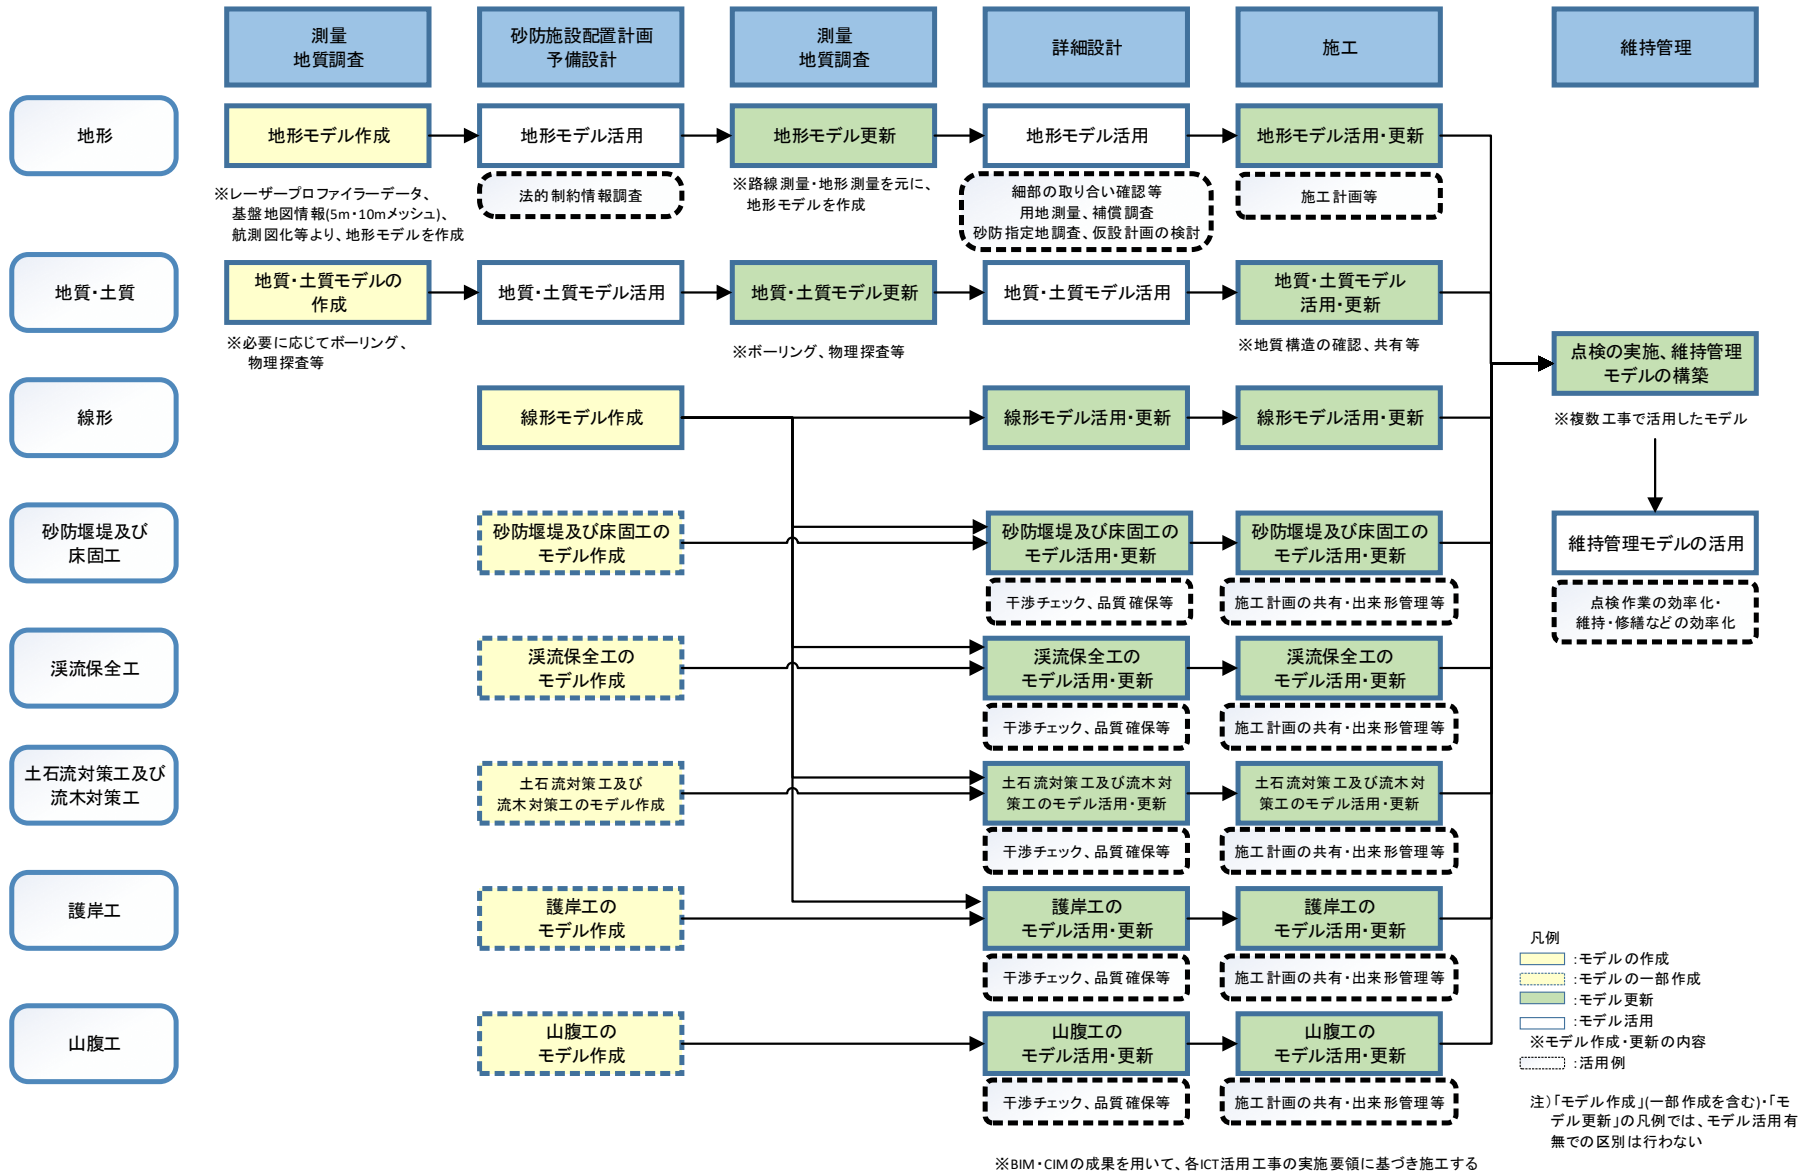 測量
地質調査
砂防施設配置計画
予備設計
測量
地質調査
詳細設計
施工
維持管理
地形
地形モデル作成
地形モデル活用
地形モデル更新
地形モデル活用
地形モデル活用・更新
※レーザープロファイラーデータ、
基盤地図情報(5m・10mメッシュ)、
航測図化等より、地形モデルを作成
法的制約情報調査
※路線測量・地形測量を元に、
地形モデルを作成
細部の取り合い確認等
用地測量、補償調査
砂防指定地調査、仮設計画の検討
施工計画等
地質・土質
地質・土質モデルの
作成
地質・土質モデル活用
地質・土質モデル更新
地質・土質モデル活用
地質・土質モデル
活用・更新
※必要に応じてボーリング、
物理探査等
※ボーリング、物理探査等
※地質構造の確認、共有等
点検の実施、維持管理
モデルの構築
※複数工事で活用したモデル
線形
線形モデル作成
線形モデル活用・更新
線形モデル活用・更新
砂防堰堤及び
床固工
砂防堰堤及び床固工の
モデル作成
砂防堰堤及び床固工の
モデル活用・更新
砂防堰堤及び床固工の
モデル活用・更新
維持管理モデルの活用
干渉チェック、品質確保等
施工計画の共有・出来形管理等
点検作業の効率化・
維持・修繕などの効率化
渓流保全工
渓流保全工の
モデル作成
渓流保全工の
モデル活用・更新
渓流保全工の
モデル活用・更新
干渉チェック、品質確保等
施工計画の共有・出来形管理等
土石流対策工及び
流木対策工
土石流対策工及び
流木対策工のモデル作成
土石流対策工及び流木対
策工のモデル活用・更新
土石流対策工及び流木対
策工のモデル活用・更新
干渉チェック、品質確保等
施工計画の共有・出来形管理等
護岸工
護岸工の
モデル作成
護岸工の
モデル活用・更新
護岸工の
モデル活用・更新
干渉チェック、品質確保等
施工計画の共有・出来形管理等
山腹工
山腹工の
モデル作成
山腹工の
モデル活用・更新
山腹工の
モデル活用・更新
干渉チェック、品質確保等
施工計画の共有・出来形管理等
凡例
:モデルの作成
:モデルの一部作成
:モデル更新
:モデル活用
※モデル作成・更新の内容
:活用例
注)「モデル作成」(一部作成を含む)・「モ
デル更新」の凡例では、モデル活用有
無での区別は行わない
※BIM・CIMの成果を用いて、各ICT活用工事の実施要領に基づき施工する